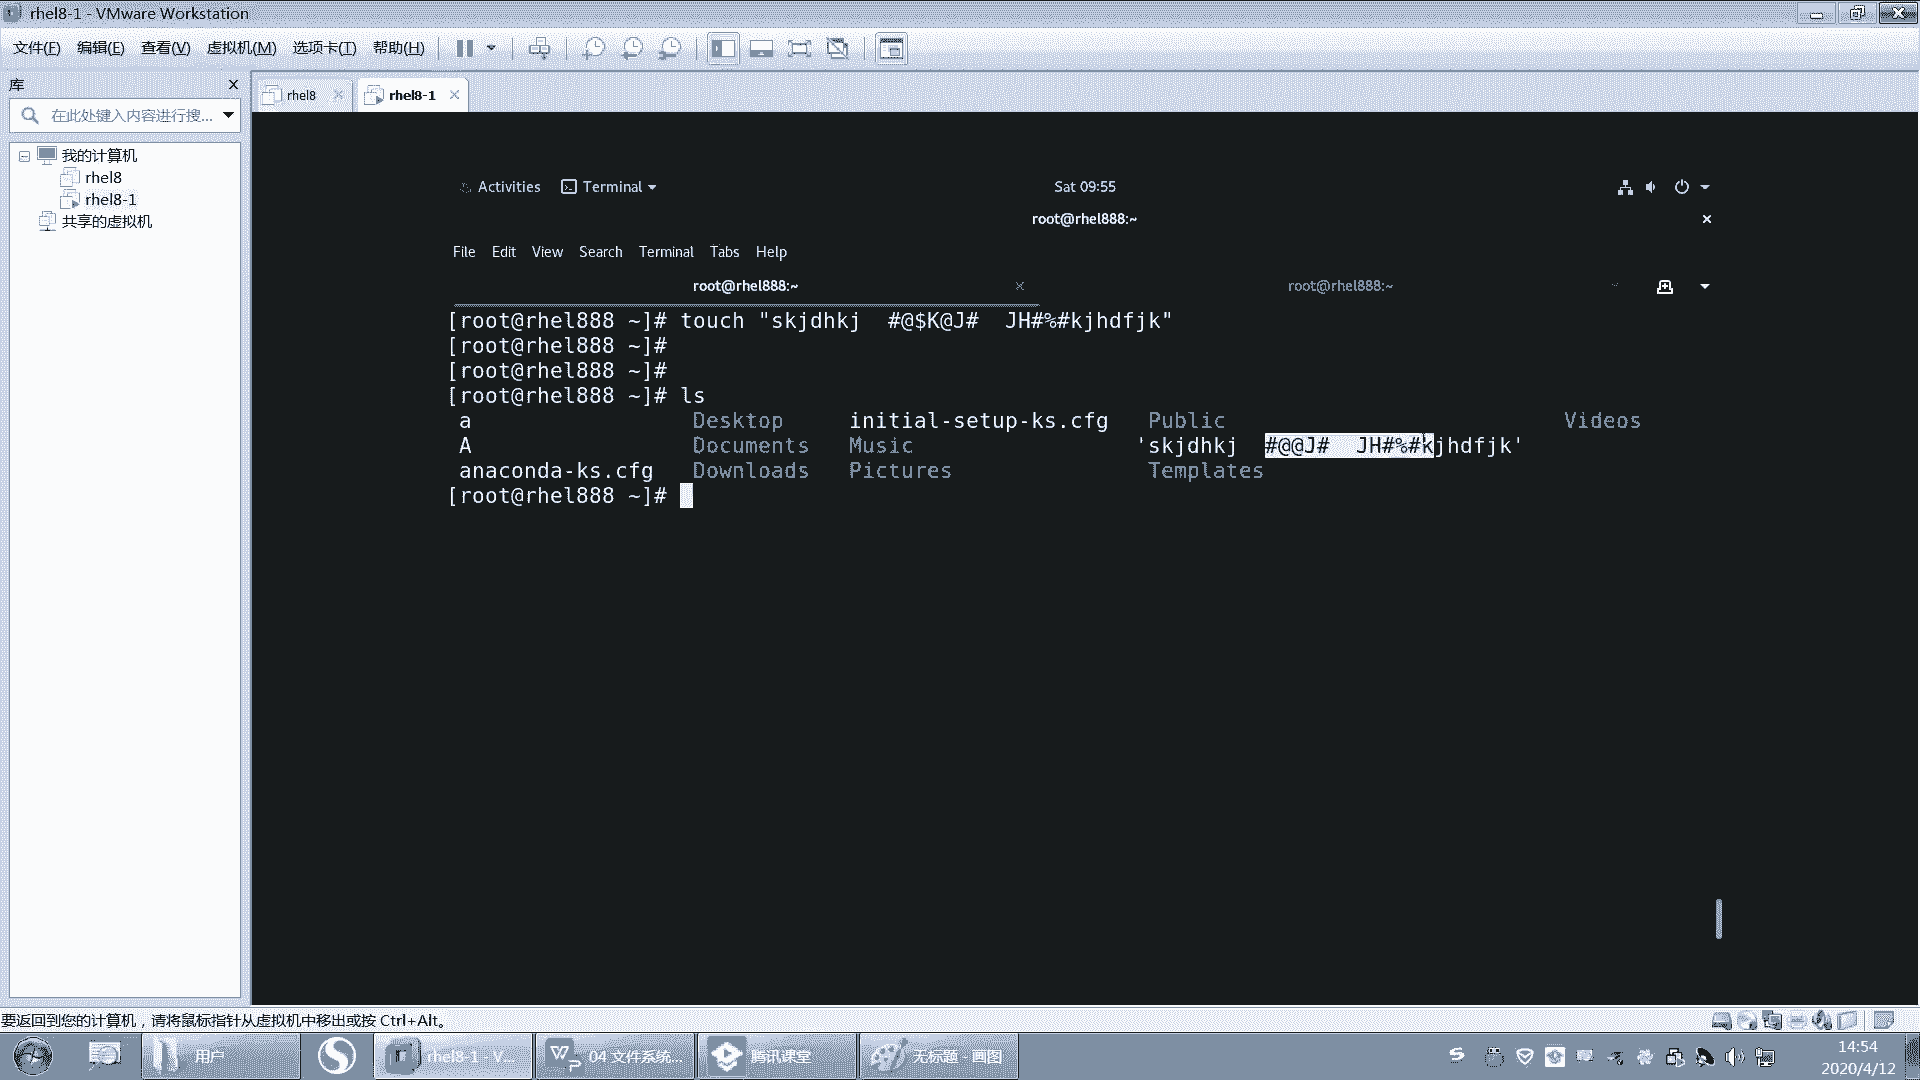 rhel8-1 - VMware Workstation
文件(F) 编辑(E) 查看(V) 虚拟机(M) 选项卡(T) 帮助(H)
库
在此处键入内容进行搜...
我的计算机
rhel8
rhel8-1
共享的虚拟机
rhel8 rhel8-1
Activities Terminal Sat 09:55
root@rhel888:~
File Edit View Search Terminal Tabs Help
root@rhel888:~ root@rhel888:~
[root@rhel888 ~]# touch "skjdhkj  #@$K@J#  JH#%#kjhdfjk"
[root@rhel888 ~]#
[root@rhel888 ~]#
[root@rhel888 ~]# ls
a Desktop initial-setup-ks.cfg Public Videos
A Documents Music 'skjdhkj  #@@J#  JH#%#kjhdfjk'
anaconda-ks.cfg Downloads Pictures Templates
[root@rhel888 ~]#
要返回到您的计算机，请将鼠标指针从虚拟机中移出或按 Ctrl+Alt。
用户 rhel8-1 - V... 04 文件系统... 腾讯课堂 无标题 - 画图
14:54
2020/4/12